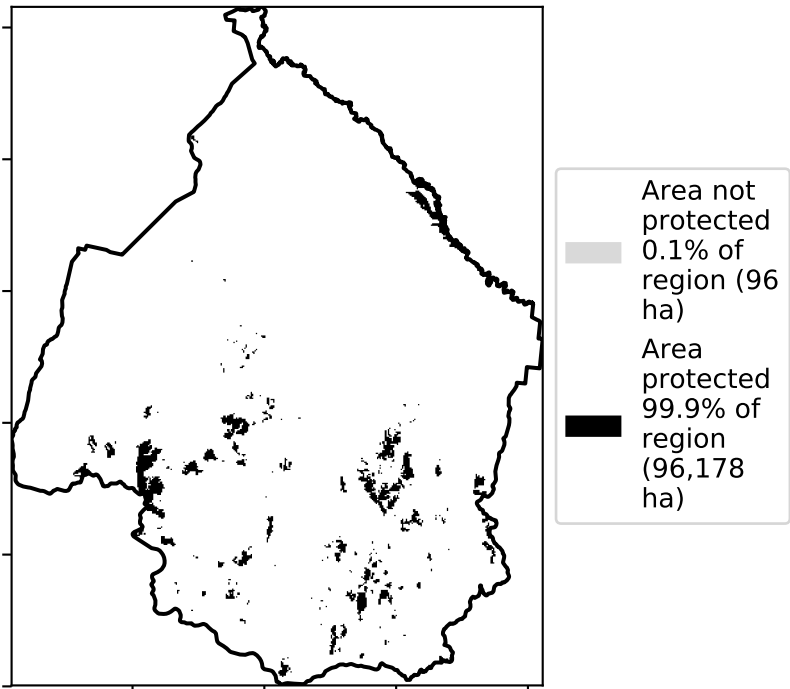 Area not
protected
0.1% of
region (96
ha)
Area
protected
99.9% of
region
(96,178
ha)